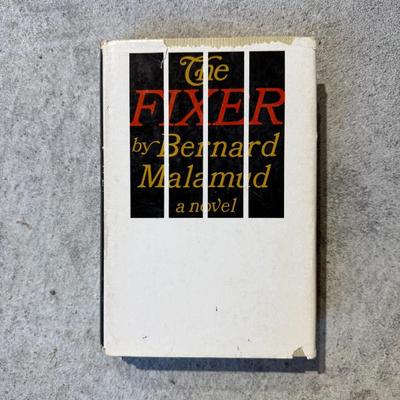 The
FIXER
by Bernard
Malamud
a novel